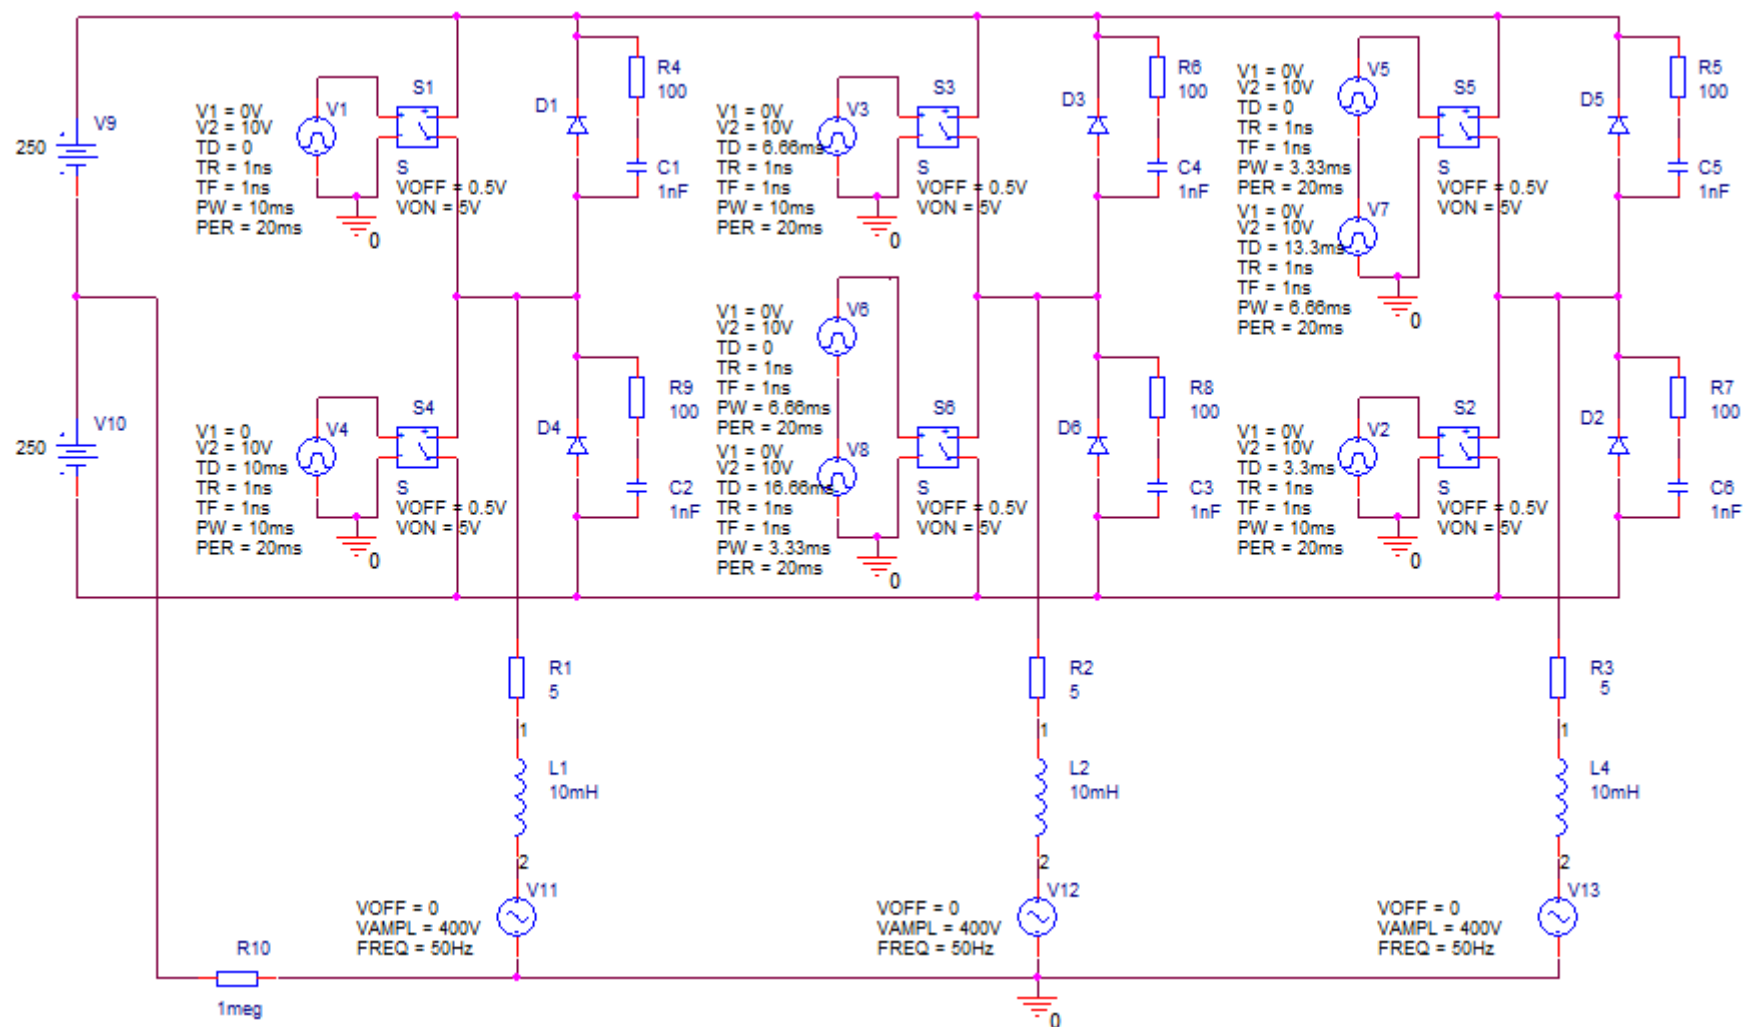 V9
250
V10
250
V1 = 0V
V2 = 10V
TD = 0
TR = 1ns
TF = 1ns
PW = 10ms
PER = 20ms
V1
0
S1
S
VOFF = 0.5V
VON = 5V
D1
R4
100
C1
1nF
V1 = 0V
V2 = 10V
TD = 6.66ms
TR = 1ns
TF = 1ns
PW = 10ms
PER = 20ms
V3
0
S3
S
VOFF = 0.5V
VON = 5V
D3
R6
100
C4
1nF
V1 = 0V
V2 = 10V
TD = 0
TR = 1ns
TF = 1ns
PW = 3.33ms
PER = 20ms
V5
V1 = 0V
V2 = 10V
TD = 13.3ms
TR = 1ns
TF = 1ns
PW = 6.66ms
PER = 20ms
V7
0
S5
S
VOFF = 0.5V
VON = 5V
D5
R5
100
C5
1nF
V1 = 0
V2 = 10V
TD = 10ms
TR = 1ns
TF = 1ns
PW = 10ms
PER = 20ms
V4
0
S4
S
VOFF = 0.5V
VON = 5V
D4
R9
100
C2
1nF
V1 = 0V
V2 = 10V
TD = 0
TR = 1ns
TF = 1ns
PW = 6.66ms
PER = 20ms
V6
V1 = 0V
V2 = 10V
TD = 16.66ms
TR = 1ns
TF = 1ns
PW = 3.33ms
PER = 20ms
V8
0
S6
S
VOFF = 0.5V
VON = 5V
D6
R8
100
C3
1nF
V1 = 0V
V2 = 10V
TD = 3.3ms
TR = 1ns
TF = 1ns
PW = 10ms
PER = 20ms
V2
0
S2
S
VOFF = 0.5V
VON = 5V
D2
R7
100
C6
1nF
R1
5
1
L1
10mH
2
V11
VOFF = 0
VAMPL = 400V
FREQ = 50Hz
R2
5
1
L2
10mH
2
V12
VOFF = 0
VAMPL = 400V
FREQ = 50Hz
R3
5
1
L4
10mH
2
V13
VOFF = 0
VAMPL = 400V
FREQ = 50Hz
R10
1meg
0